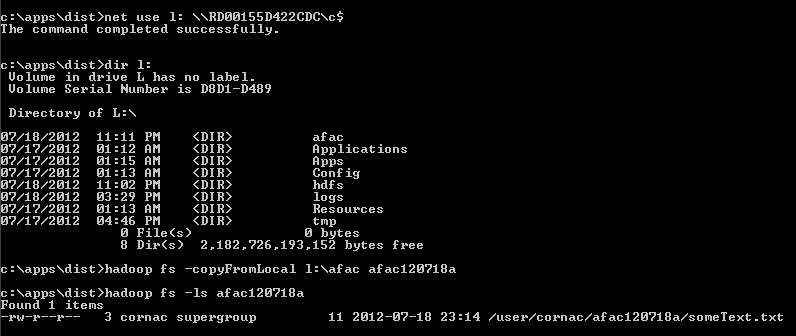 c:\apps\dist>net use l: \\RD00155D422CDC\c$
The command completed successfully.
c:\apps\dist>dir l:
 Volume in drive L has no label.
 Volume Serial Number is D8D1-D489
 Directory of L:\
07/18/2012  11:11 PM    <DIR>          afac
07/17/2012  01:12 AM    <DIR>          Applications
07/17/2012  01:15 AM    <DIR>          Apps
07/17/2012  01:13 AM    <DIR>          Config
07/18/2012  11:02 PM    <DIR>          hdfs
07/18/2012  03:29 PM    <DIR>          logs
07/17/2012  01:13 AM    <DIR>          Resources
07/17/2012  04:46 PM    <DIR>          tmp
               0 File(s)              0 bytes
               8 Dir(s)  2,182,726,193,152 bytes free
c:\apps\dist>hadoop fs -copyFromLocal l:\afac afac120718a
c:\apps\dist>hadoop fs -ls afac120718a
Found 1 items
-rw-r--r--   3 cornac supergroup         11 2012-07-18 23:14 /user/cornac/afac120718a/someText.txt